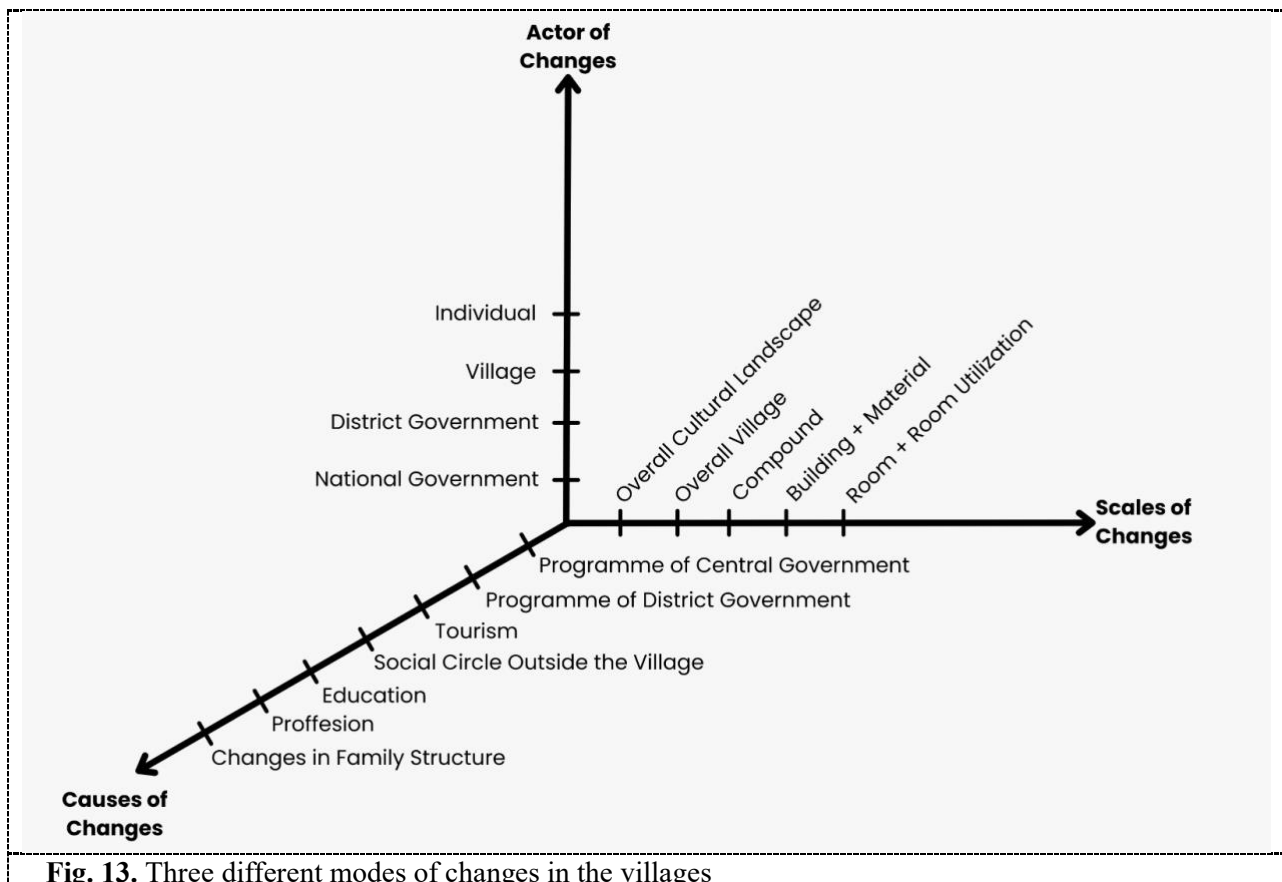 Actor of
Changes
Individual
Village
District Government
National Government
Overall Cultural Landscape
Overall Village
Compound
Building + Material
Room + Room Utilization
Scales of
Changes
Programme of Central Government
Programme of District Government
Tourism
Social Circle Outside the Village
Education
Proffesion
Changes in Family Structure
Causes of
Changes
Fig. 13. Three different modes of changes in the villages